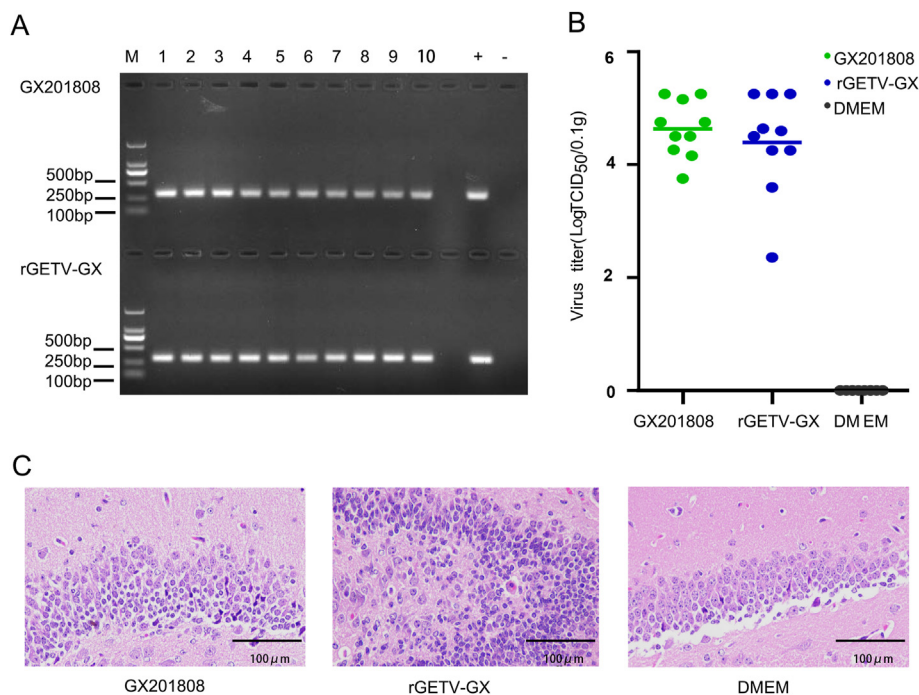 A
M 1 2 3 4 5 6 7 8 9 10 + -
GX201808
500bp
250bp
100bp
rGETV-GX
500bp
250bp
100bp
B
Virus titer(LogTCID50/0.1g)
6
4
2
0
GX201808
rGETV-GX
DMEM
GX201808 rGETV-GX DMEM
C
100μm 100μm 100μm
GX201808 rGETV-GX DMEM